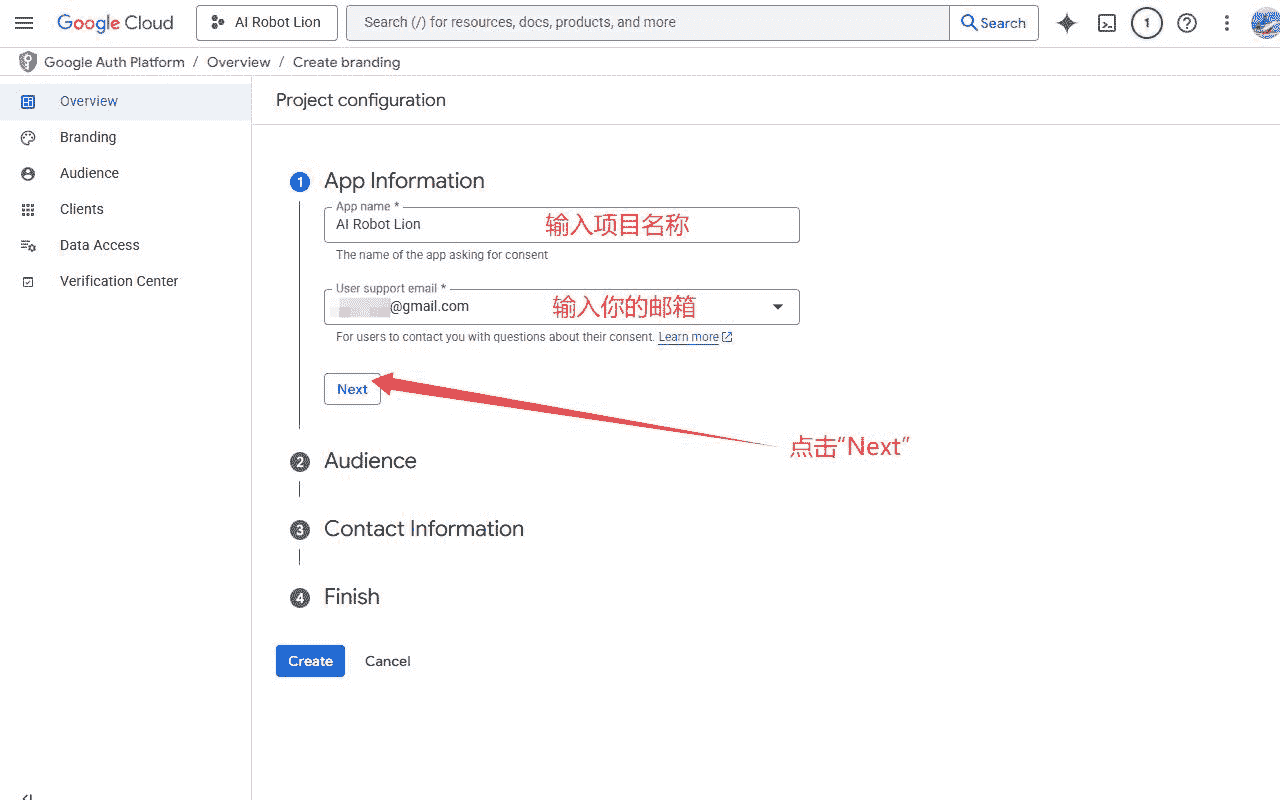 Google Cloud
AI Robot Lion
Search (/) for resources, docs, products, and more
Search
1
Google Auth Platform / Overview / Create branding
Overview
Branding
Audience
Clients
Data Access
Verification Center
Project configuration
1 App Information
App name *
AI Robot Lion
输入项目名称
The name of the app asking for consent
User support email *
@gmail.com
输入你的邮箱
For users to contact you with questions about their consent. Learn more
Next
点击“Next”
2 Audience
3 Contact Information
4 Finish
Create
Cancel